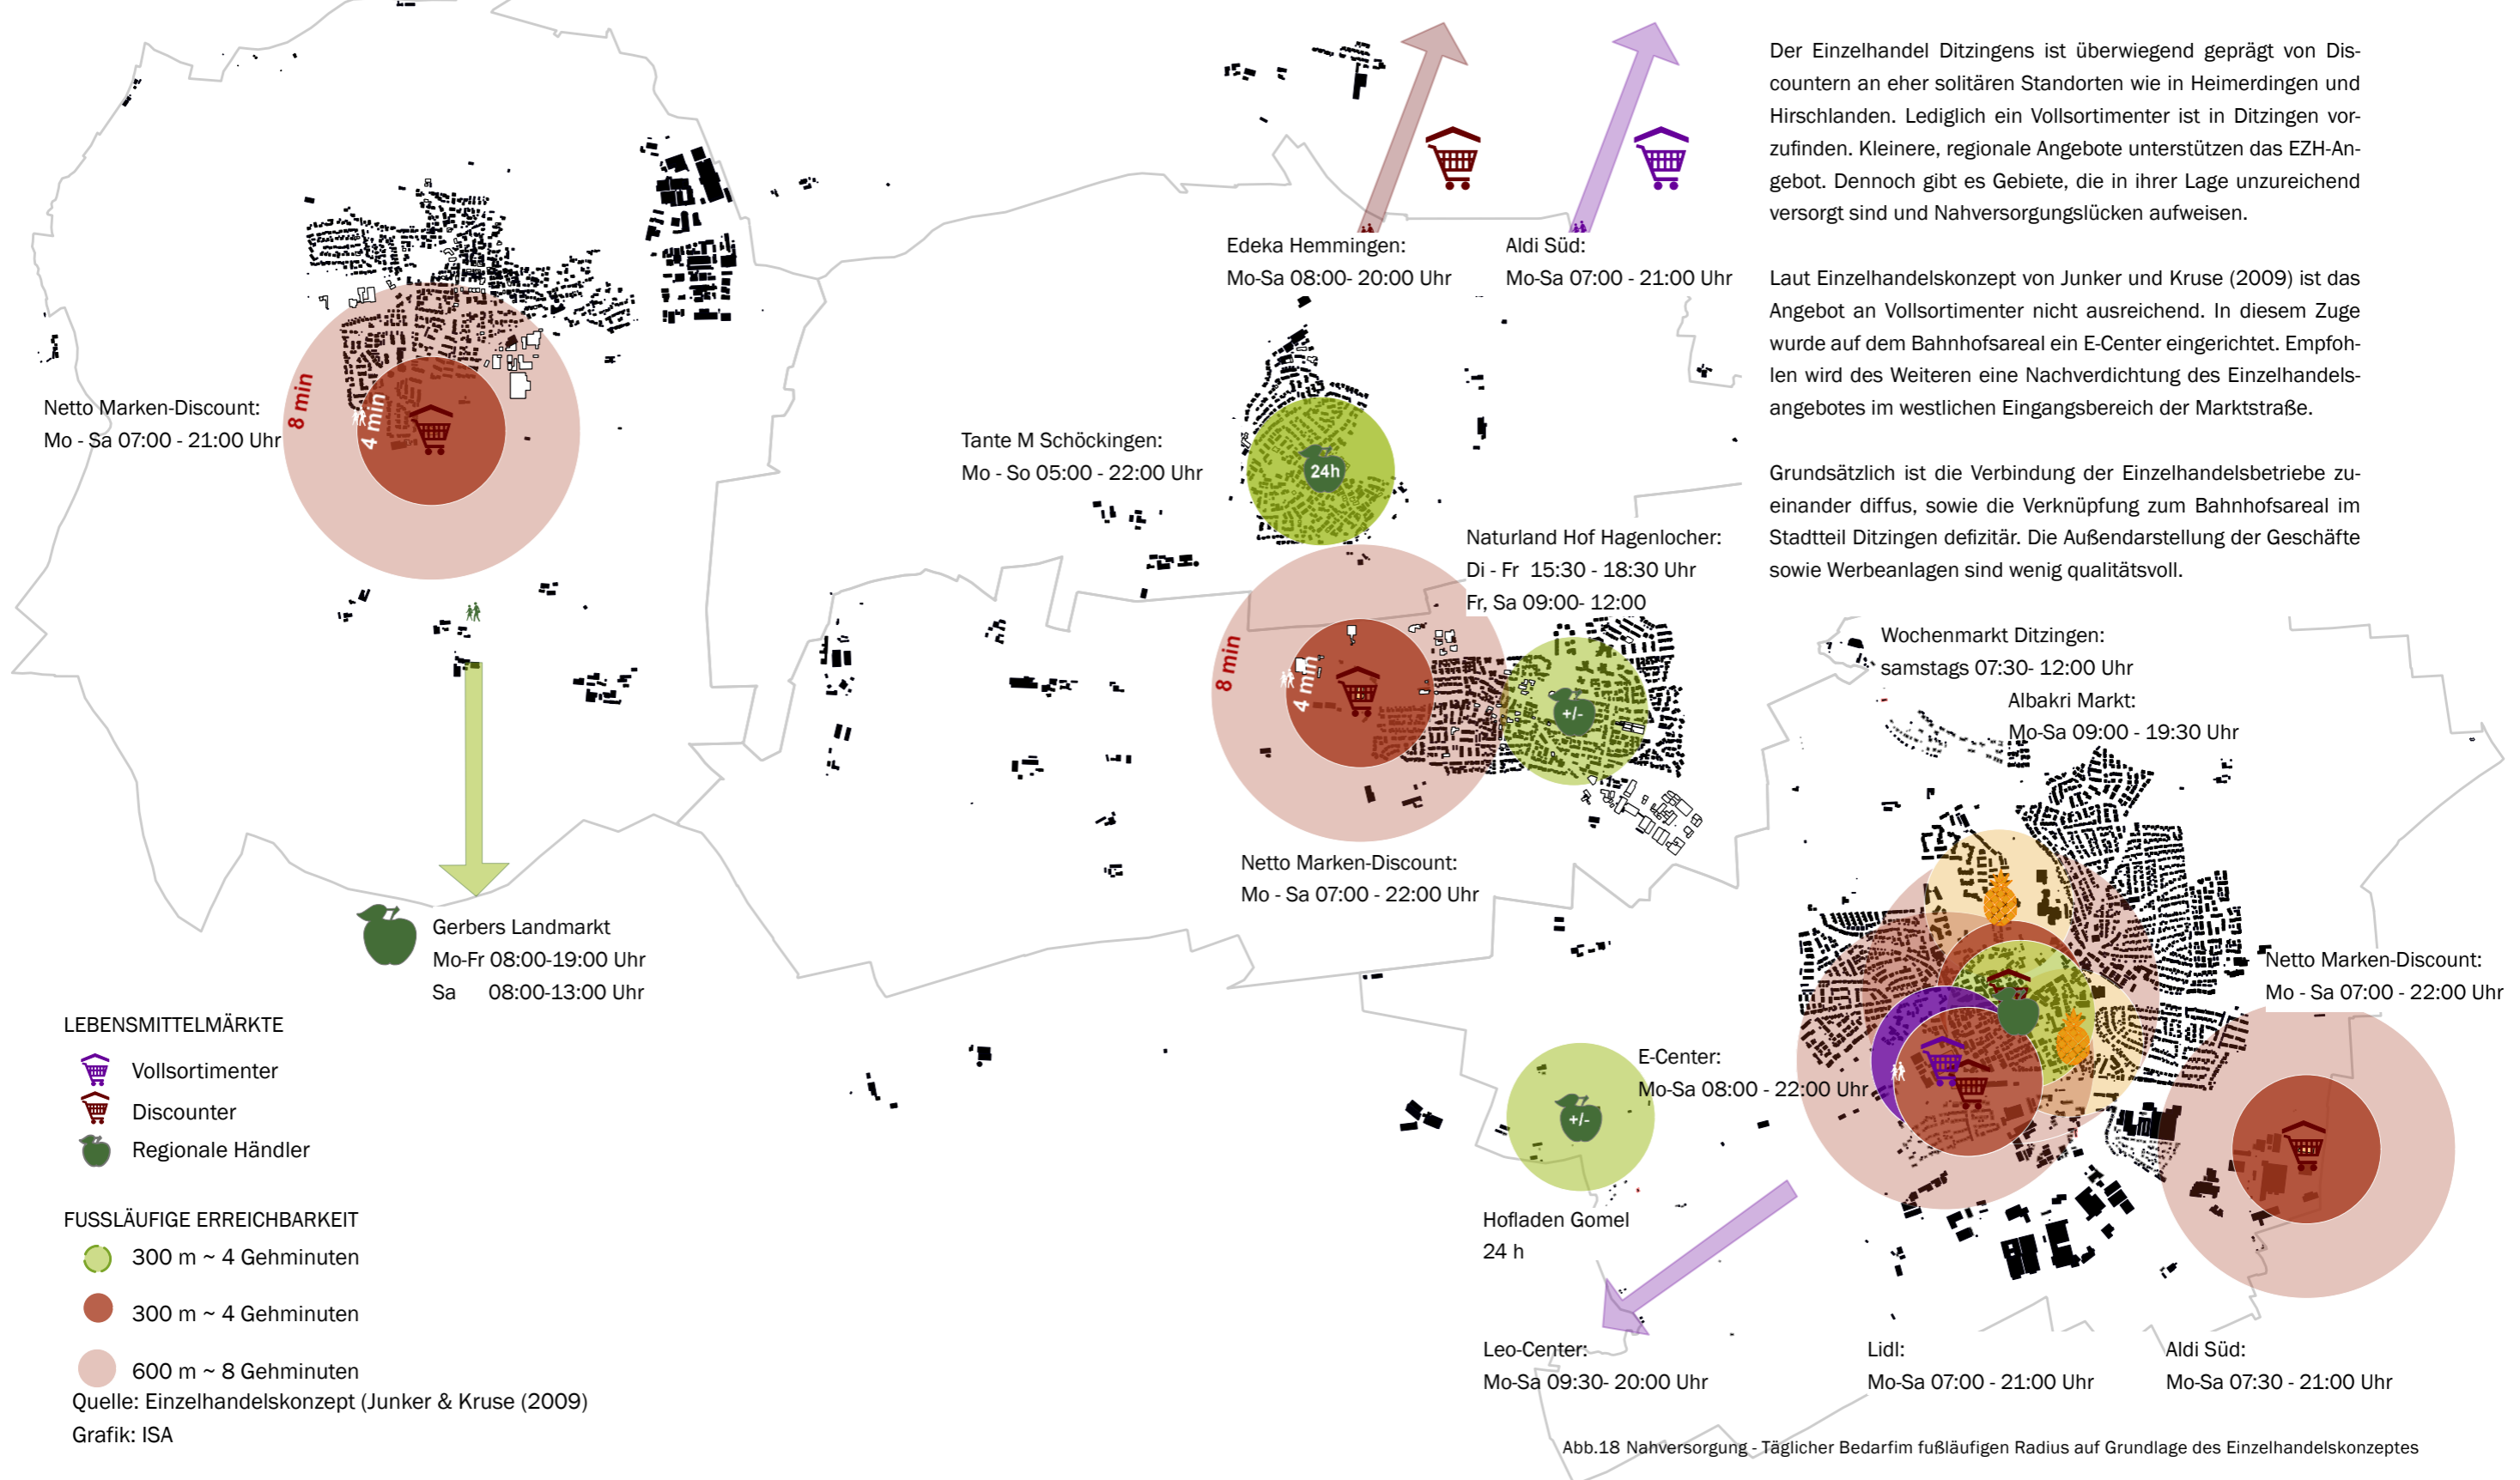 Der Einzelhandel Ditzingens ist überwiegend geprägt von Dis-
countern an eher solitären Standorten wie in Heimerdingen und
Hirschlanden. Lediglich ein Vollsortimenter ist in Ditzingen vor-
zufinden. Kleinere, regionale Angebote unterstützen das EZH-An-
gebot. Dennoch gibt es Gebiete, die in ihrer Lage unzureichend
versorgt sind und Nahversorgungslücken aufweisen.
Laut Einzelhandelskonzept von Junker und Kruse (2009) ist das
Angebot an Vollsortimenter nicht ausreichend. In diesem Zuge
wurde auf dem Bahnhofsareal ein E-Center eingerichtet. Empfoh-
len wird des Weiteren eine Nachverdichtung des Einzelhandels-
angebotes im westlichen Eingangsbereich der Marktstraße.
Grundsätzlich ist die Verbindung der Einzelhandelsbetriebe zu-
einander diffus, sowie die Verknüpfung zum Bahnhofsareal im
Stadtteil Ditzingen defizitär. Die Außendarstellung der Geschäfte
sowie Werbeanlagen sind wenig qualitätsvoll.
Edeka Hemmingen:
Mo-Sa 08:00- 20:00 Uhr
Aldi Süd:
Mo-Sa 07:00 - 21:00 Uhr
Netto Marken-Discount:
Mo - Sa 07:00 - 21:00 Uhr
8 min
4 min
Tante M Schöckingen:
Mo - So 05:00 - 22:00 Uhr
24h
Naturland Hof Hagenlocher:
Di - Fr 15:30 - 18:30 Uhr
Fr, Sa 09:00- 12:00
8 min
4 min
+/-
Netto Marken-Discount:
Mo - Sa 07:00 - 22:00 Uhr
Wochenmarkt Ditzingen:
samstags 07:30- 12:00 Uhr
Albakri Markt:
Mo-Sa 09:00 - 19:30 Uhr
Netto Marken-Discount:
Mo - Sa 07:00 - 22:00 Uhr
Gerbers Landmarkt
Mo-Fr 08:00-19:00 Uhr
Sa 08:00-13:00 Uhr
E-Center:
Mo-Sa 08:00 - 22:00 Uhr
+/-
Hofladen Gomel
24 h
Leo-Center:
Mo-Sa 09:30- 20:00 Uhr
Lidl:
Mo-Sa 07:00 - 21:00 Uhr
Aldi Süd:
Mo-Sa 07:30 - 21:00 Uhr
LEBENSMITTELMÄRKTE
Vollsortimenter
Discounter
Regionale Händler
FUSSLÄUFIGE ERREICHBARKEIT
300 m ~ 4 Gehminuten
300 m ~ 4 Gehminuten
600 m ~ 8 Gehminuten
Quelle: Einzelhandelskonzept (Junker & Kruse (2009)
Grafik: ISA
Abb.18 Nahversorgung - Täglicher Bedarfim fußläufigen Radius auf Grundlage des Einzelhandelskonzeptes